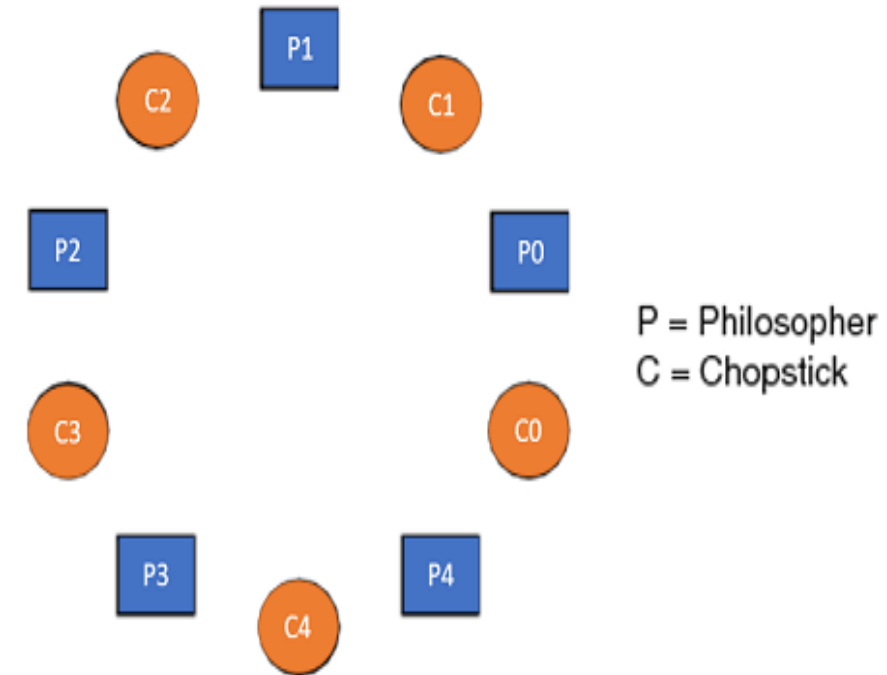 P1
C2
C1
P2
P0
P = Philosopher
C = Chopstick
C3
C0
P3
P4
C4